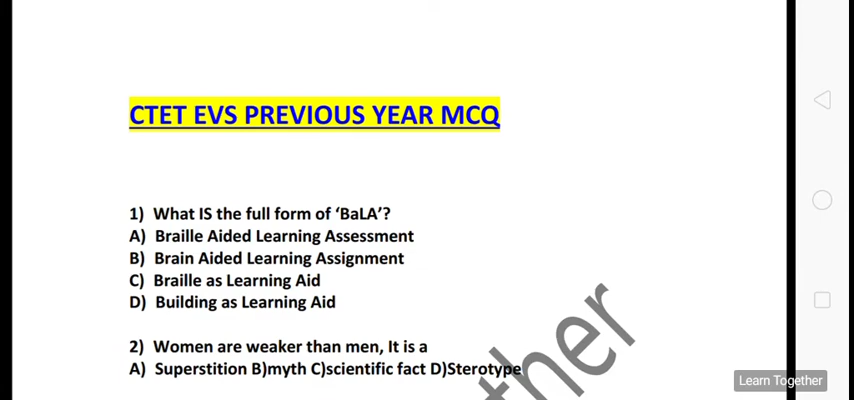 CTET EVS PREVIOUS YEAR MCQ
1) What IS the full form of ‘BaLA’?
A) Braille Aided Learning Assessment
B) Brain Aided Learning Assignment
C) Braille as Learning Aid
D) Building as Learning Aid
2) Women are weaker than men, It is a
A) Superstition B)myth C)scientific fact D)Sterotype
ther
Learn Together